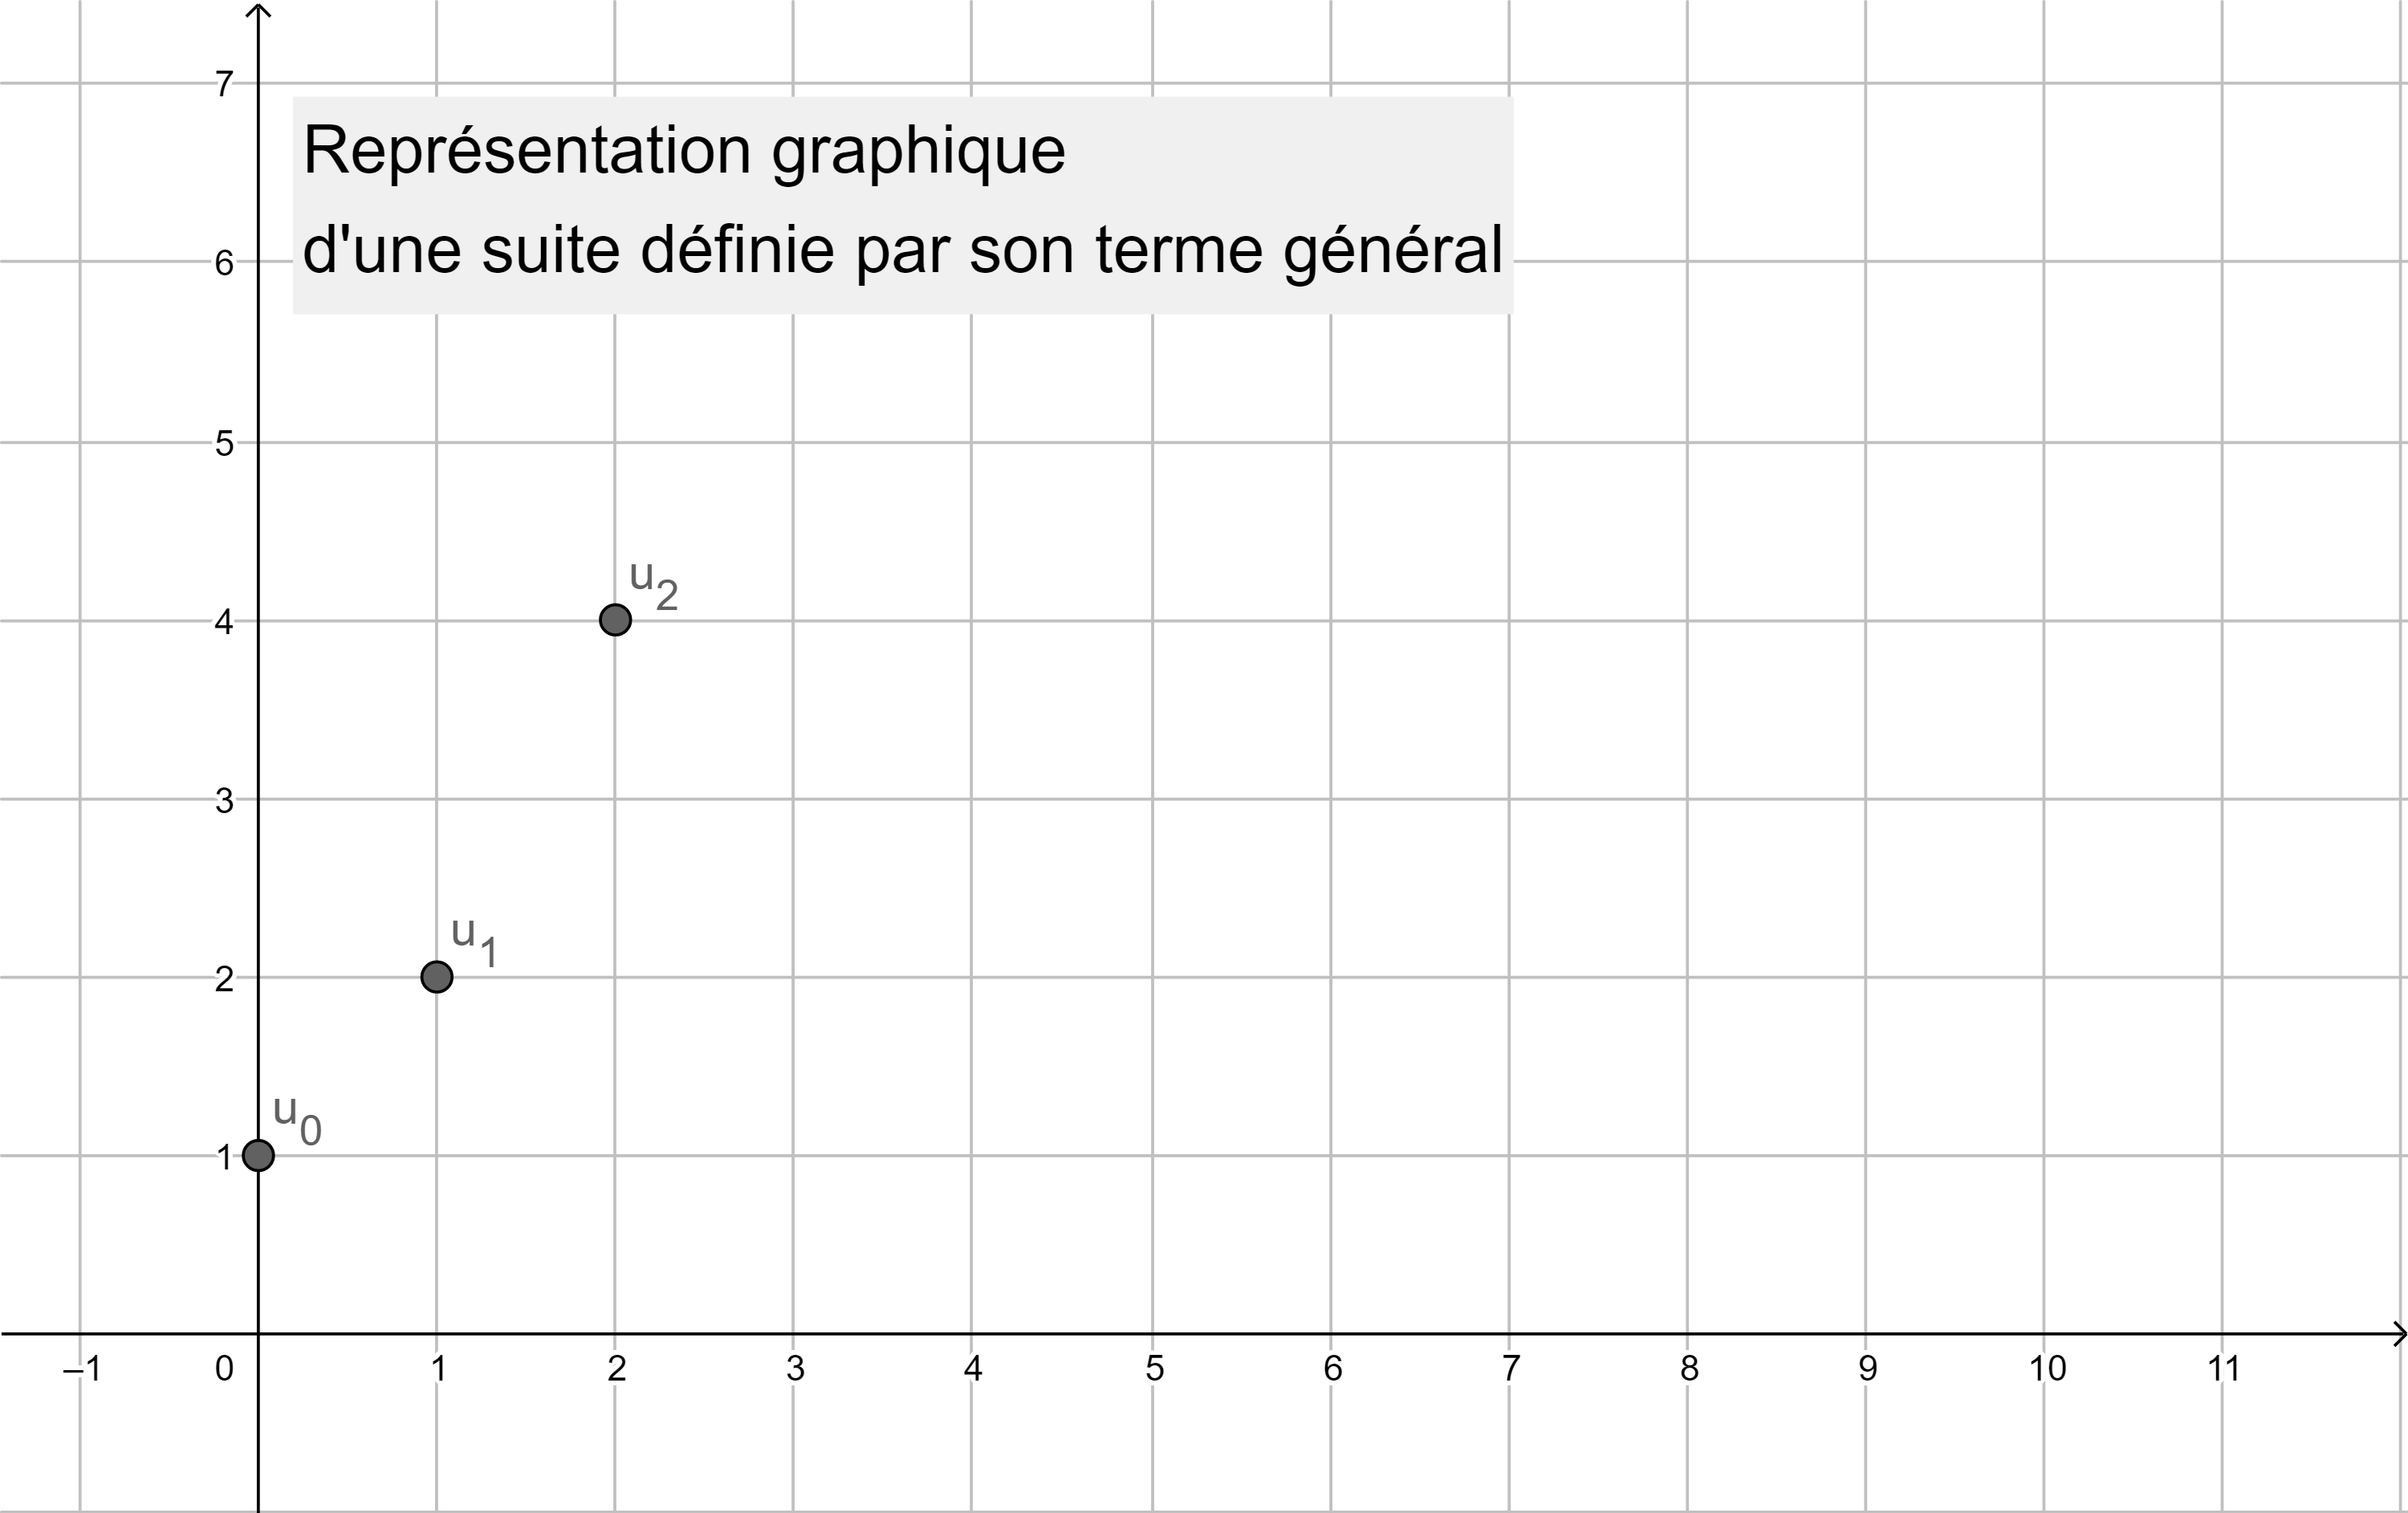 7
Représentation graphique
d'une suite définie par son terme général
6
5
u2
4
3
u1
2
u0
1
–1 0 1 2 3 4 5 6 7 8 9 10 11